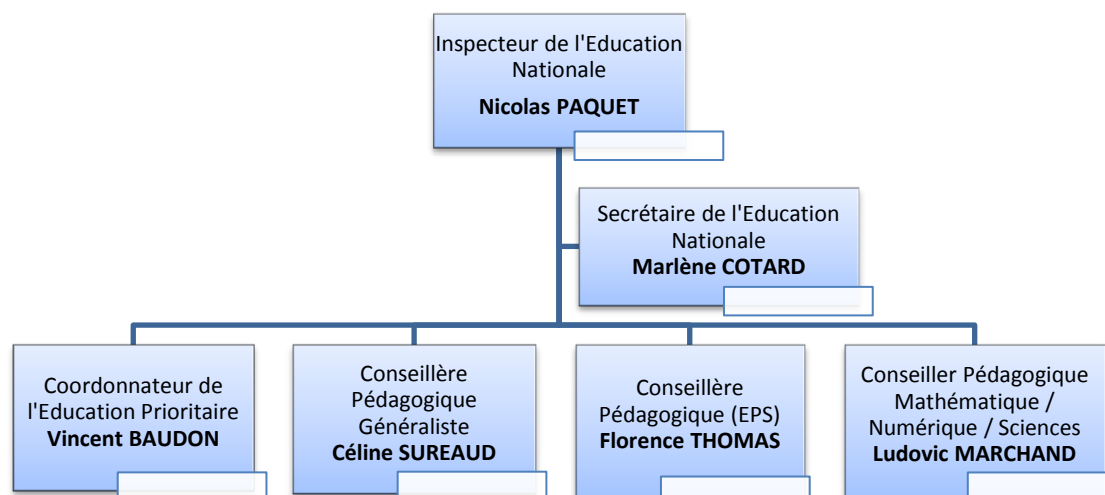 Inspecteur de l'Education
Nationale
Nicolas PAQUET
Secrétaire de l'Education
Nationale
Marlène COTARD
Coordonnateur de
l'Education Prioritaire
Vincent BAUDON
Conseillère
Pédagogique
Généraliste
Céline SUREAUD
Conseillère
Pédagogique (EPS)
Florence THOMAS
Conseiller Pédagogique
Mathématique /
Numérique / Sciences
Ludovic MARCHAND